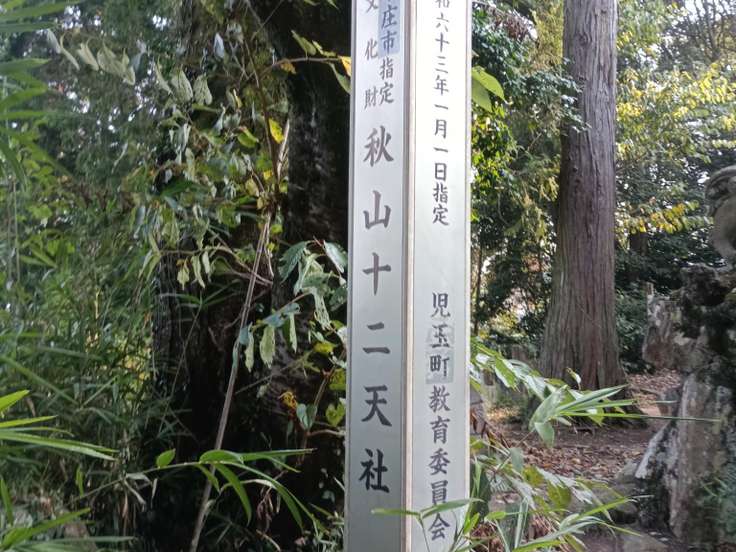 文化財
庄市指定
秋山十二天社
和六十三年一月一日指定
児玉町教育委員会